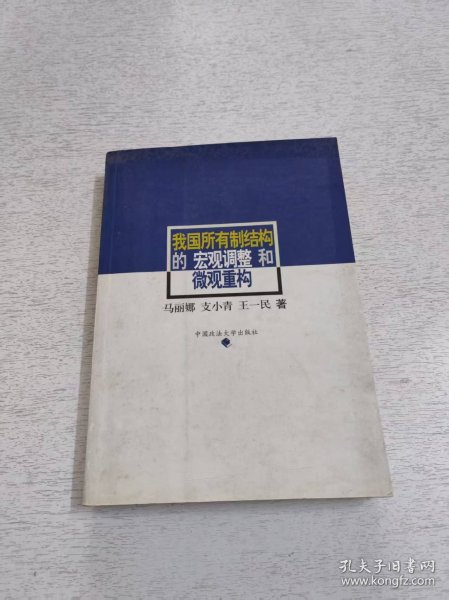 我国所有制结构
的 宏观调整 和
微观重构
马丽娜 支小青 王一民 著
中国政法大学出版社
孔夫子旧书网
www.kongfz.com